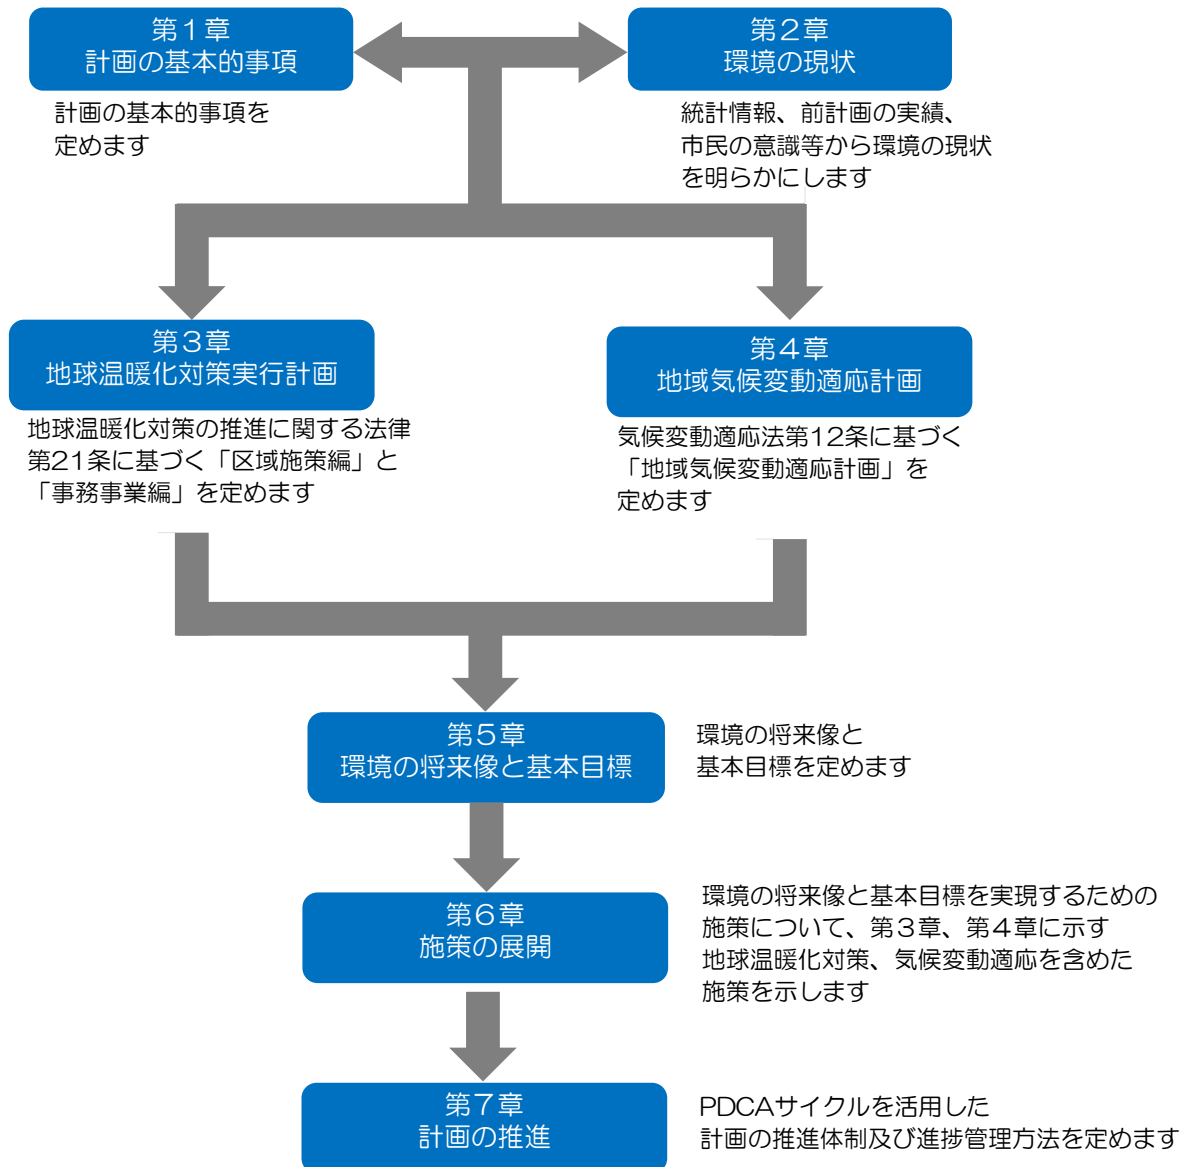 第１章
計画の基本的事項
計画の基本的事項を
定めます
第２章
環境の現状
統計情報、前計画の実績、
市民の意識等から環境の現状
を明らかにします
第３章
地球温暖化対策実行計画
地球温暖化対策の推進に関する法律
第21条に基づく「区域施策編」と
「事務事業編」を定めます
第４章
地域気候変動適応計画
気候変動適応法第12条に基づく
「地域気候変動適応計画」を
定めます
第５章
環境の将来像と基本目標
環境の将来像と
基本目標を定めます
第６章
施策の展開
環境の将来像と基本目標を実現するための
施策について、第３章、第４章に示す
地球温暖化対策、気候変動適応を含めた
施策を示します
第７章
計画の推進
PDCAサイクルを活用した
計画の推進体制及び進捗管理方法を定めます